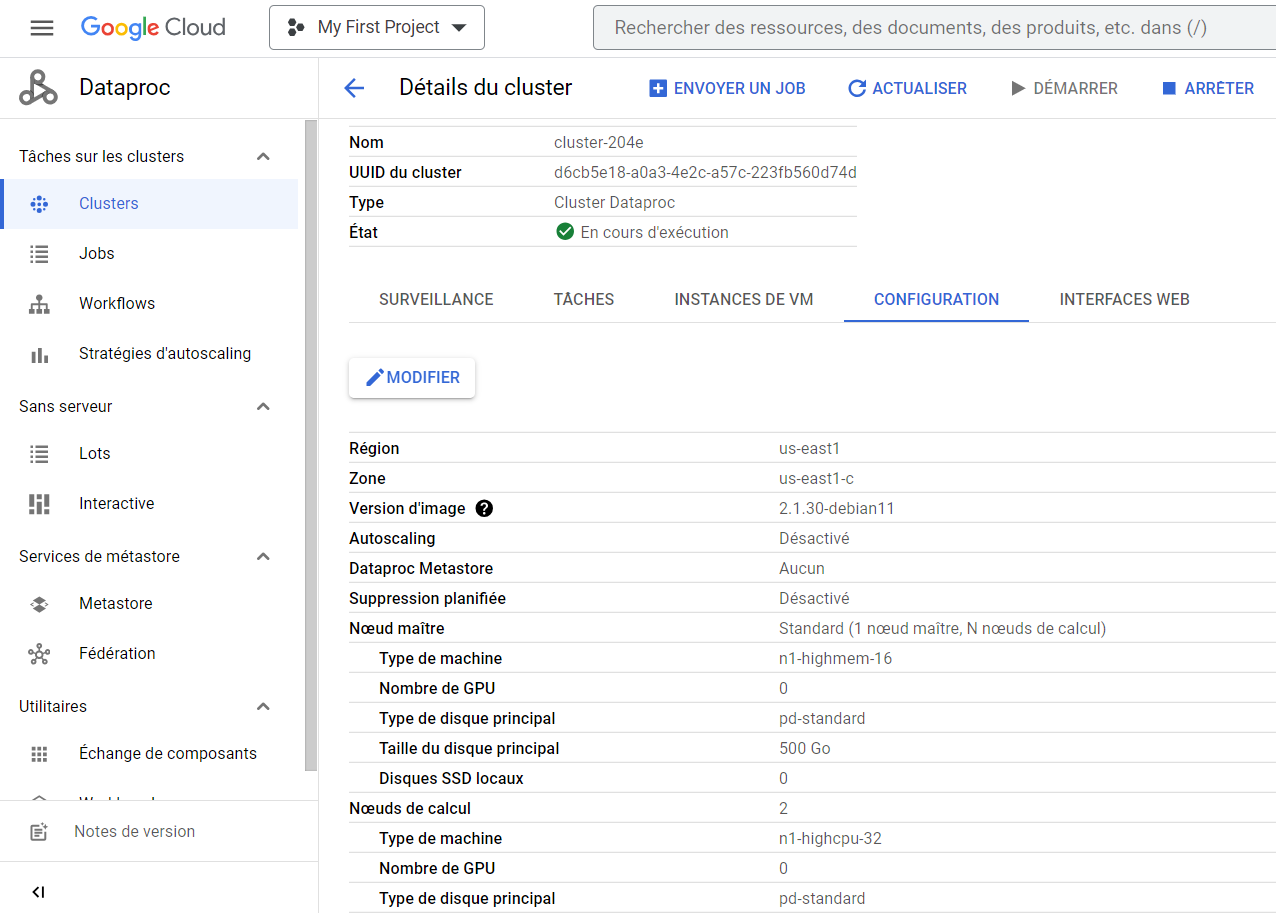 Google Cloud
My First Project
Rechercher des ressources, des documents, des produits, etc. dans (/)
Dataproc
Détails du cluster
ENVOYER UN JOB
ACTUALISER
DÉMARRER
ARRÊTER
Tâches sur les clusters
Clusters
Jobs
Workflows
Stratégies d'autoscaling
Sans serveur
Lots
Interactive
Services de métastore
Metastore
Fédération
Utilitaires
Échange de composants
Notes de version
Nom cluster-204e
UUID du cluster d6cb5e18-a0a3-4e2c-a57c-223fb560d74d
Type Cluster Dataproc
État En cours d'exécution
SURVEILLANCE TÂCHES INSTANCES DE VM CONFIGURATION INTERFACES WEB
MODIFIER
Région us-east1
Zone us-east1-c
Version d'image 2.1.30-debian11
Autoscaling Désactivé
Dataproc Metastore Aucun
Suppression planifiée Désactivé
Nœud maître Standard (1 nœud maître, N nœuds de calcul)
Type de machine n1-highmem-16
Nombre de GPU 0
Type de disque principal pd-standard
Taille du disque principal 500 Go
Disques SSD locaux 0
Nœuds de calcul 2
Type de machine n1-highcpu-32
Nombre de GPU 0
Type de disque principal pd-standard